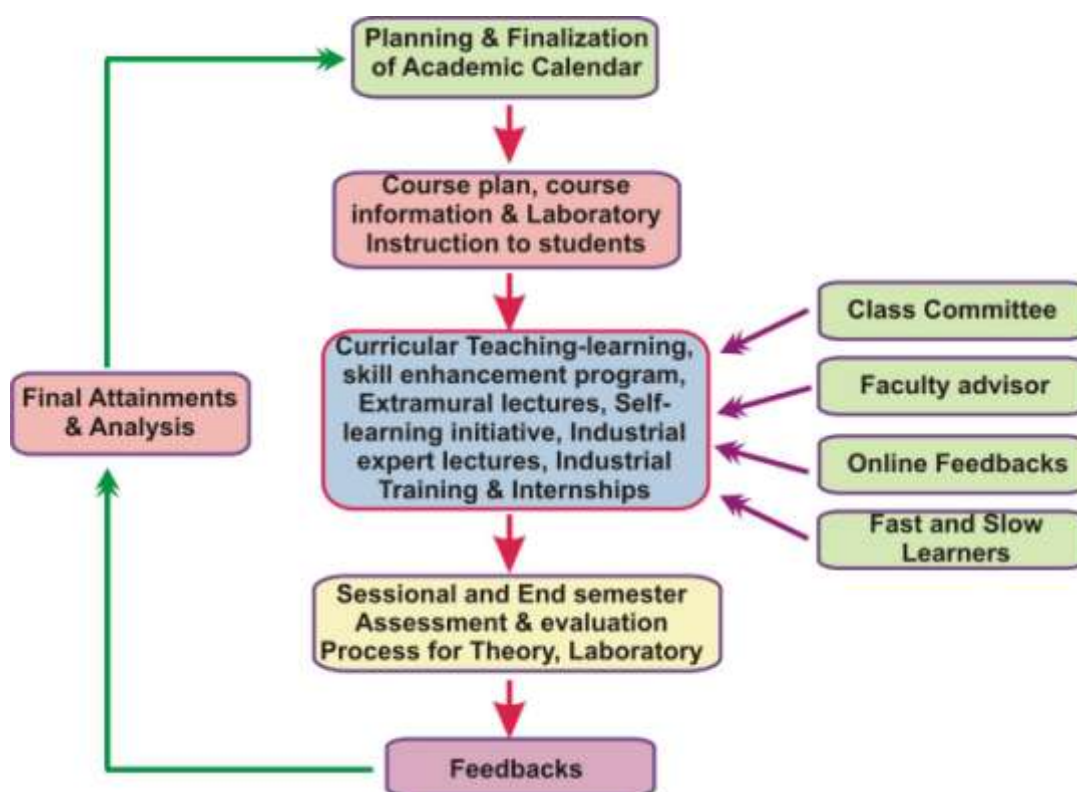 Planning & Finalization
of Academic Calendar
Course plan, course
information & Laboratory
Instruction to students
Curricular Teaching-learning,
skill enhancement program,
Extramural lectures, Self-
learning initiative, Industrial
expert lectures, Industrial
Training & Internships
Class Committee
Faculty advisor
Online Feedbacks
Fast and Slow
Learners
Final Attainments
& Analysis
Sessional and End semester
Assessment & evaluation
Process for Theory, Laboratory
Feedbacks